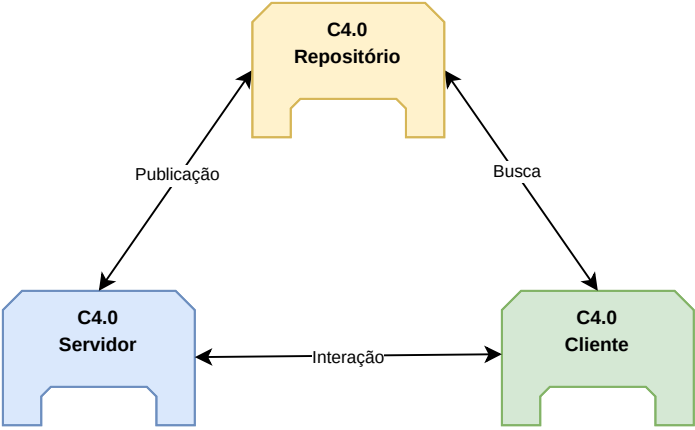 C4.0
Repositório
Publicação
Busca
C4.0
Servidor
Interação
C4.0
Cliente